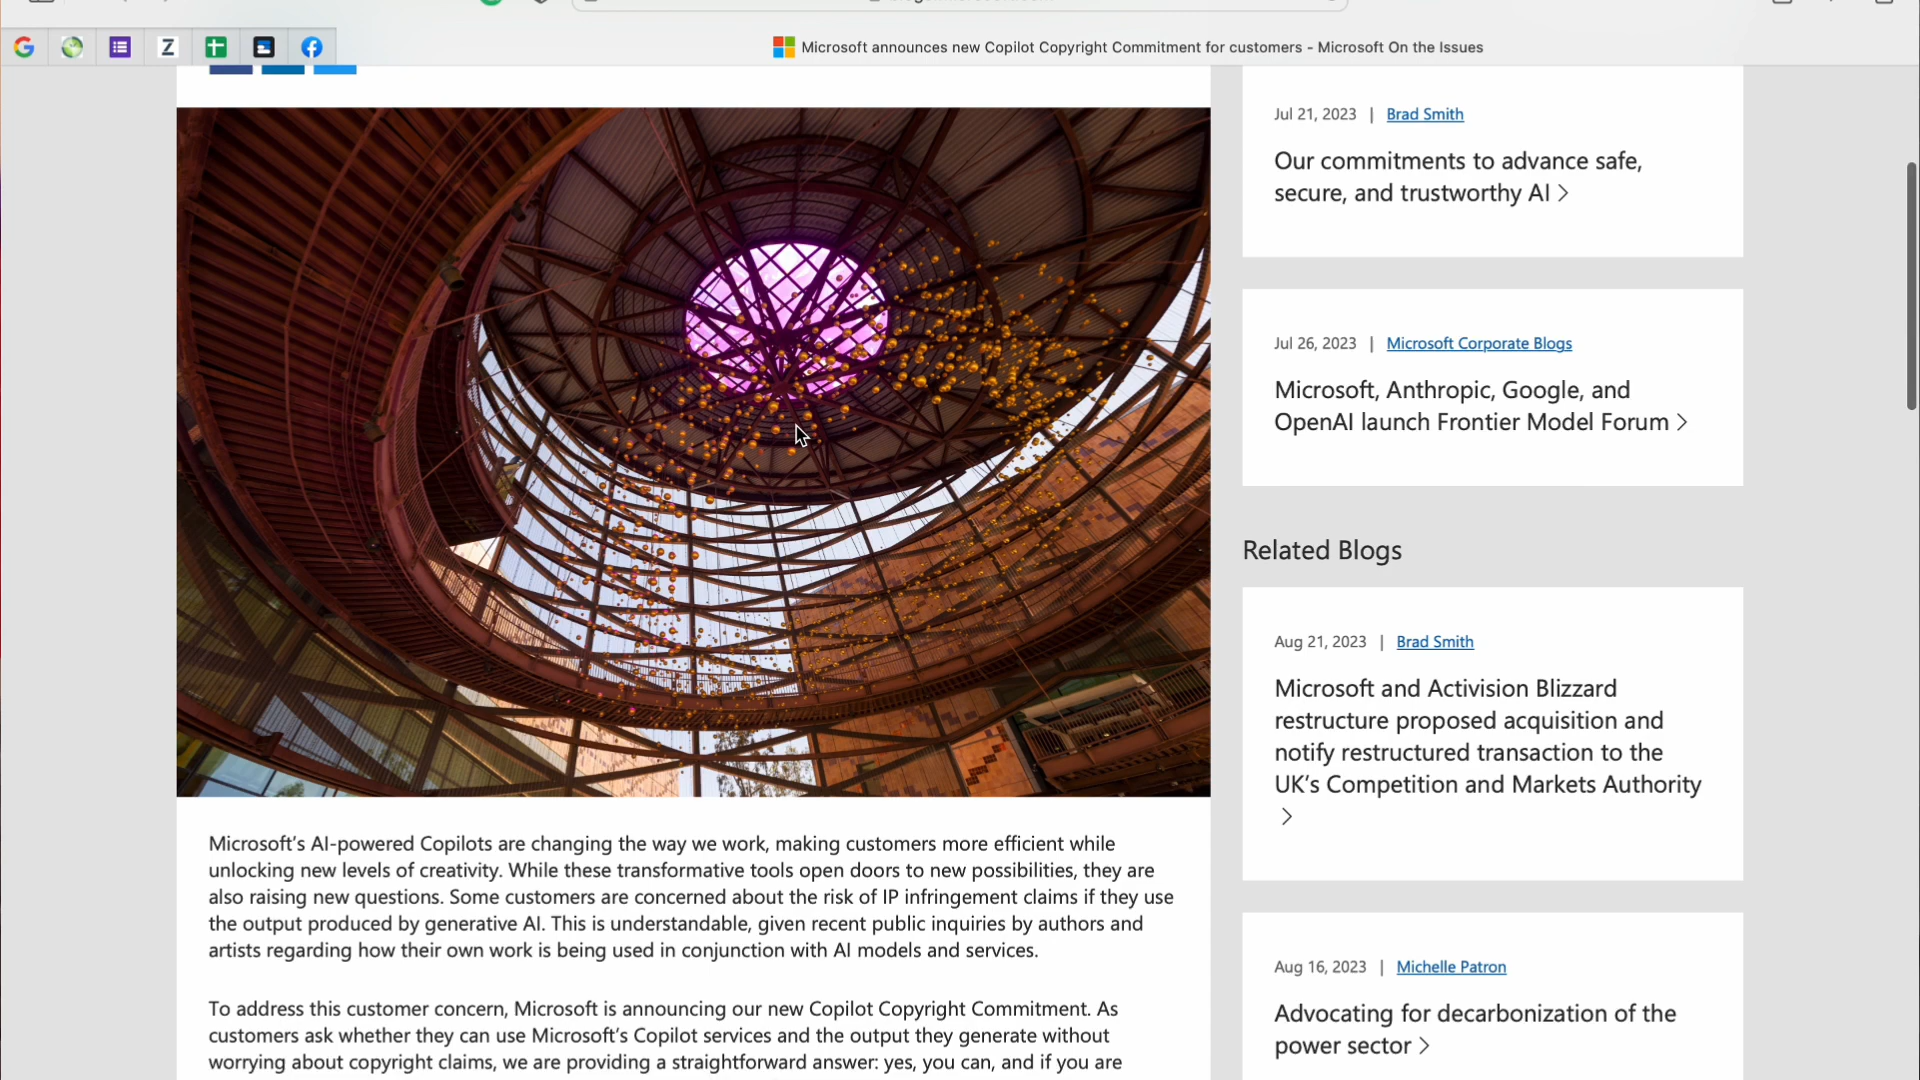 Microsoft announces new Copilot Copyright Commitment for customers - Microsoft On the Issues
Jul 21, 2023 | Brad Smith
Our commitments to advance safe,
secure, and trustworthy AI >
Jul 26, 2023 | Microsoft Corporate Blogs
Microsoft, Anthropic, Google, and
OpenAI launch Frontier Model Forum >
Related Blogs
Aug 21, 2023 | Brad Smith
Microsoft and Activision Blizzard
restructure proposed acquisition and
notify restructured transaction to the
UK’s Competition and Markets Authority
>
Aug 16, 2023 | Michelle Patron
Advocating for decarbonization of the
power sector >
Microsoft’s AI-powered Copilots are changing the way we work, making customers more efficient while
unlocking new levels of creativity. While these transformative tools open doors to new possibilities, they are
also raising new questions. Some customers are concerned about the risk of IP infringement claims if they use
the output produced by generative AI. This is understandable, given recent public inquiries by authors and
artists regarding how their own work is being used in conjunction with AI models and services.
To address this customer concern, Microsoft is announcing our new Copilot Copyright Commitment. As
customers ask whether they can use Microsoft’s Copilot services and the output they generate without
worrying about copyright claims, we are providing a straightforward answer: yes, you can, and if you are